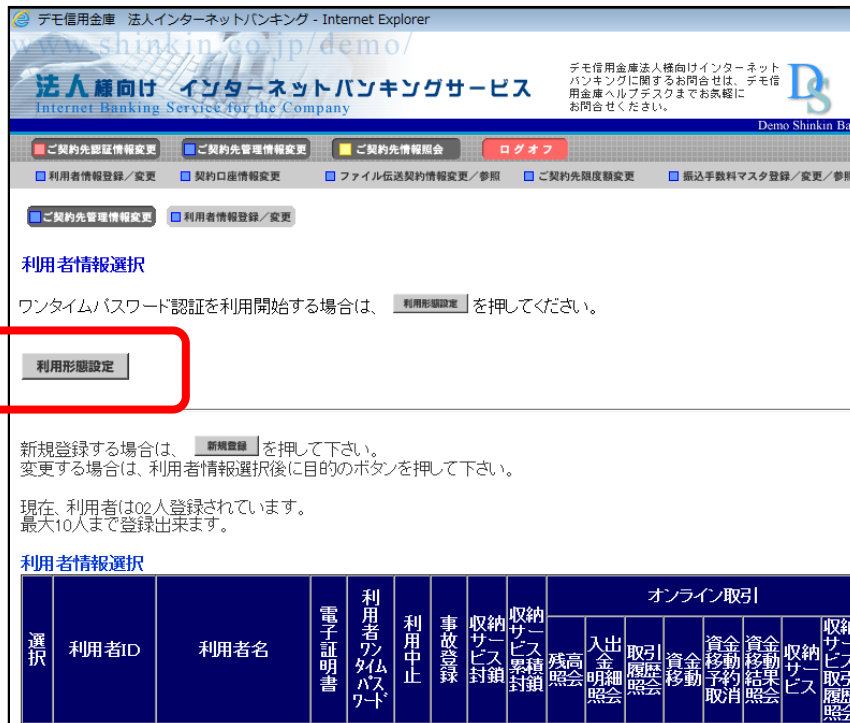 デモ信用金庫　法人インターネットバンキング - Internet Explorer
www.shinkin.co.jp/demo/
法人様向け　インターネットバンキングサービス
Internet Banking Service for the Company
デモ信用金庫法人様向けインターネット
バンキングに関するお問合せは、デモ信
用金庫ヘルプデスクまでお気軽に
お問合せください。
DS
Demo Shinkin Ba
ご契約先認証情報変更　ご契約先管理情報変更　ご契約先情報照会　ログオフ
利用者情報登録／変更　契約口座情報変更　ファイル伝送契約情報変更／参照　ご契約先限度額変更　振込手数料マスタ登録／変更／参照
ご契約先管理情報変更　利用者情報登録／変更
利用者情報選択
ワンタイムパスワード認証を利用開始する場合は、 利用形態設定 を押してください。
利用形態設定
新規登録する場合は、 新規登録 を押して下さい。
変更する場合は、利用者情報選択後に目的のボタンを押して下さい。
現在、利用者は02人登録されています。
最大10人まで登録出来ます。
利用者情報選択
選択
利用者ID
利用者名
電子証明書
利用者ワンタイムパスワード
利用中止
事故登録
収納サービス封鎖
収納サービス累積封鎖
オンライン取引
残高照会
入出金明細照会
取引履歴照会
資金移動
資金移動予約取消
資金移動結果照会
収納サービス
収納サービス取引履歴照会